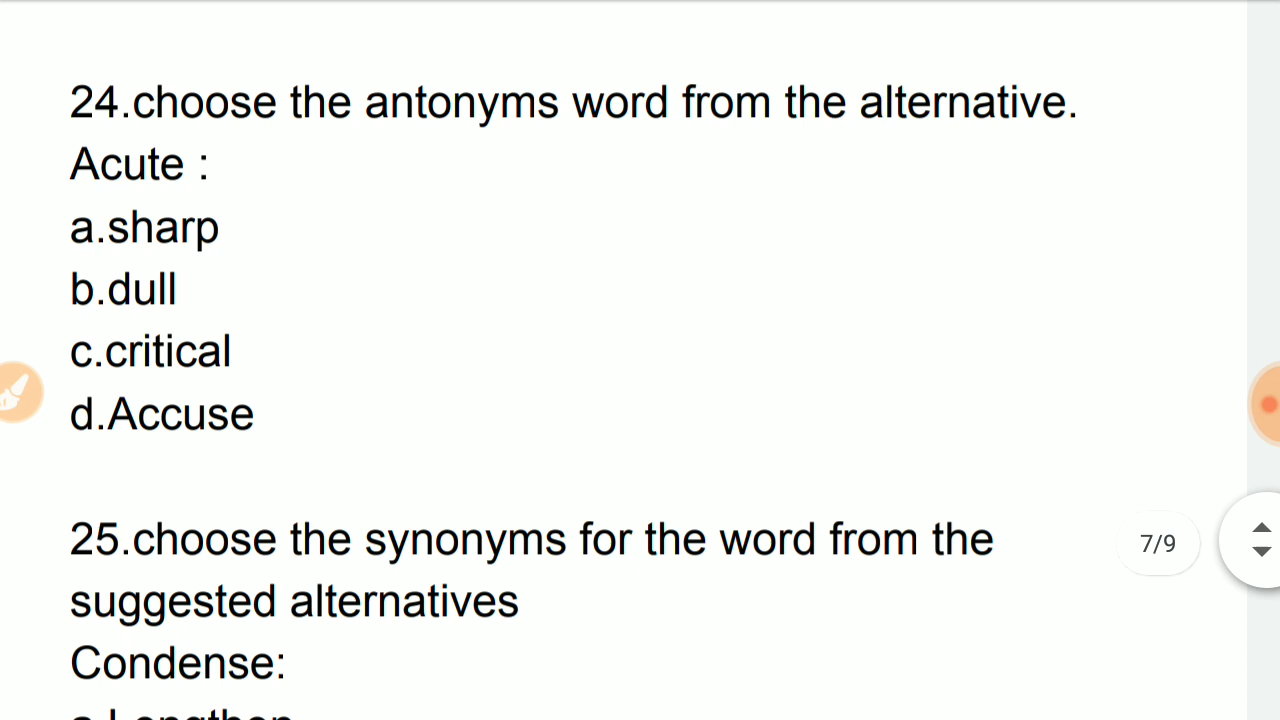 24.choose the antonyms word from the alternative.
Acute :
a.sharp
b.dull
c.critical
d.Accuse
25.choose the synonyms for the word from the
suggested alternatives
Condense:
a.Lengthen
7/9